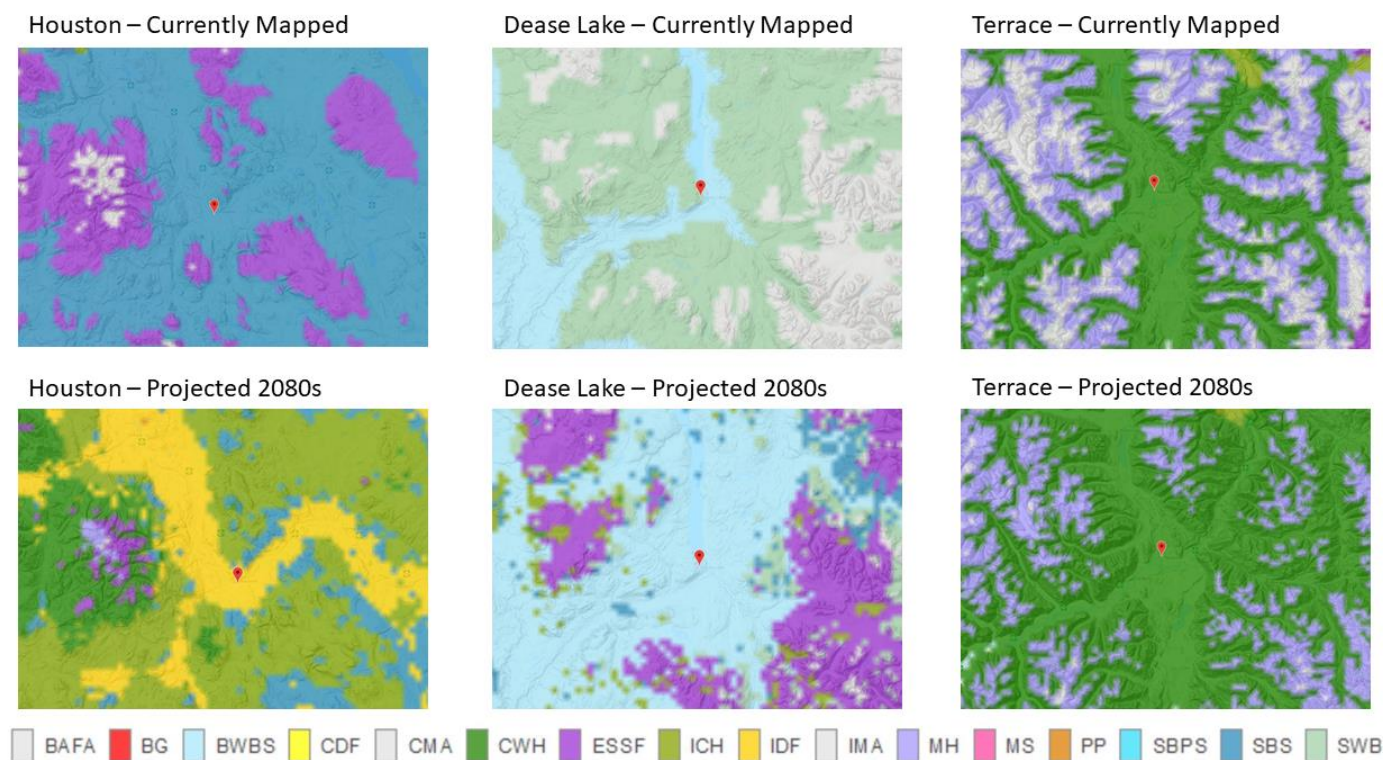 Houston – Currently Mapped
Dease Lake – Currently Mapped
Terrace – Currently Mapped
Houston – Projected 2080s
Dease Lake – Projected 2080s
Terrace – Projected 2080s
BAFA BG BWBS CDF CMA CWH ESSF ICH IDF IMA MH MS PP SBPS SBS SWB